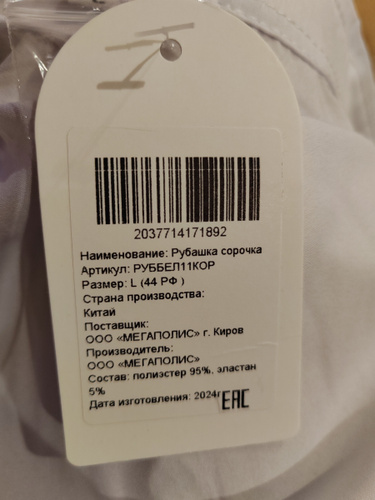 2037714171892
Наименование: Рубашка сорочка
Артикул: РУББЕЛ11КОР
Размер: L (44 РФ )
Страна производства:
Китай
Поставщик:
ООО «МЕГАПОЛИС» г. Киров
Производитель:
ООО «МЕГАПОЛИС»
Состав: полиэстер 95%, эластан
5%
Дата изготовления: 2024г
ЕАС